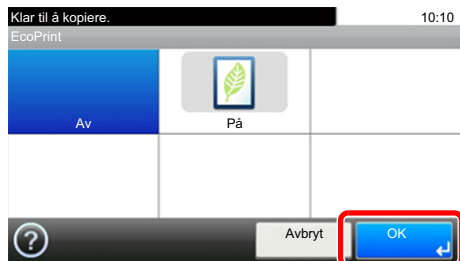 Klar til å kopiere. 10:10
EcoPrint
Av På
? Avbryt OK